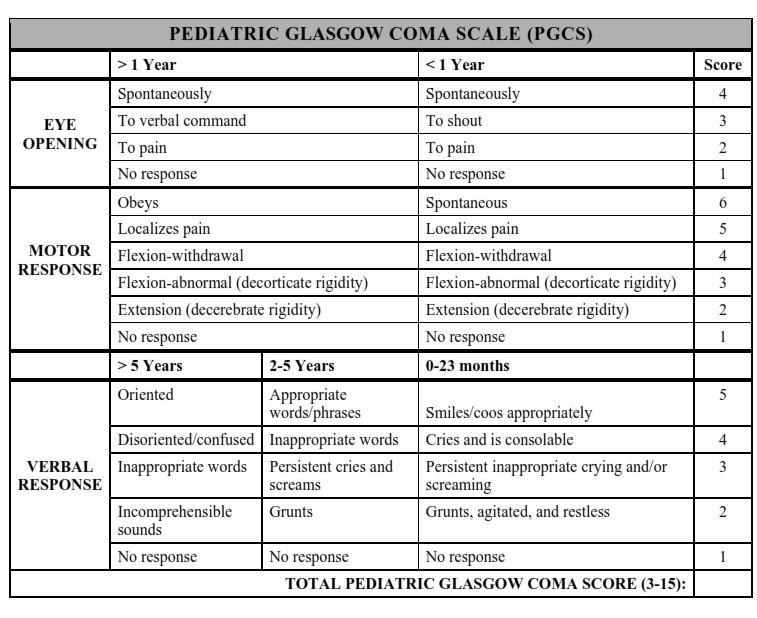 PEDIATRIC GLASGOW COMA SCALE (PGCS)
> 1 Year < 1 Year Score
EYE OPENING
Spontaneously Spontaneously 4
To verbal command To shout 3
To pain To pain 2
No response No response 1
MOTOR RESPONSE
Obeys Spontaneous 6
Localizes pain Localizes pain 5
Flexion-withdrawal Flexion-withdrawal 4
Flexion-abnormal (decorticate rigidity) Flexion-abnormal (decorticate rigidity) 3
Extension (decerebrate rigidity) Extension (decerebrate rigidity) 2
No response No response 1
> 5 Years 2-5 Years 0-23 months
VERBAL RESPONSE
Oriented Appropriate words/phrases Smiles/coos appropriately 5
Disoriented/confused Inappropriate words Cries and is consolable 4
Inappropriate words Persistent cries and screams Persistent inappropriate crying and/or screaming 3
Incomprehensible sounds Grunts Grunts, agitated, and restless 2
No response No response No response 1
TOTAL PEDIATRIC GLASGOW COMA SCORE (3-15):